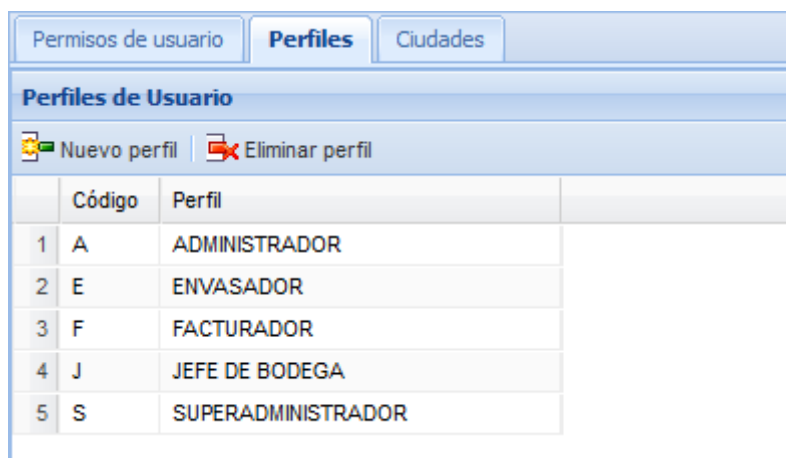 Permisos de usuario Perfiles Ciudades
Perfiles de Usuario
Nuevo perfil Eliminar perfil
Código Perfil
1 A ADMINISTRADOR
2 E ENVASADOR
3 F FACTURADOR
4 J JEFE DE BODEGA
5 S SUPERADMINISTRADOR